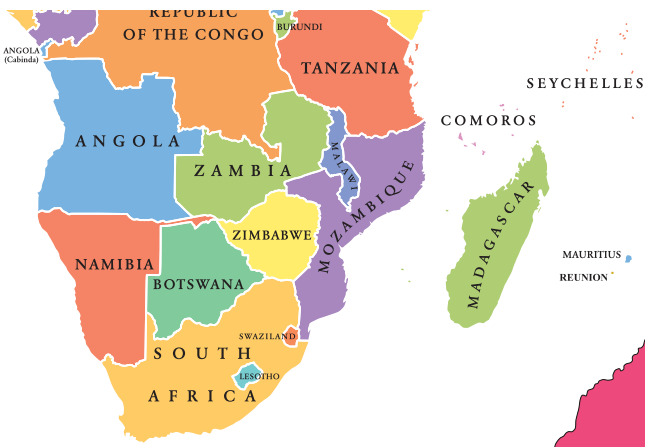 REPUBLIC
OF THE CONGO
BURUNDI
ANGOLA
(Cabinda)
TANZANIA
SEYCHELLES
COMOROS
ANGOLA
MALAWI
ZAMBIA
MOZAMBIQUE
MADAGASCAR
ZIMBABWE
MAURITIUS
NAMIBIA
REUNION
BOTSWANA
SWAZILAND
SOUTH
LESOTHO
AFRICA